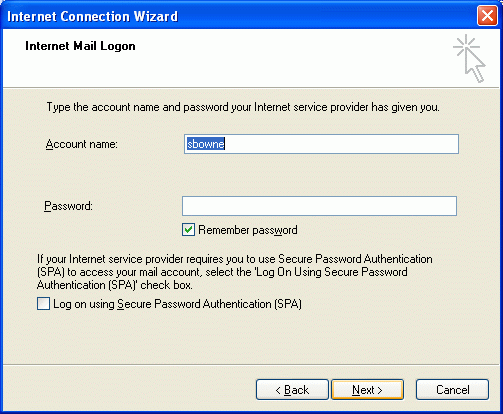 Internet Connection Wizard
Internet Mail Logon
Type the account name and password your Internet service provider has given you.
Account name:
sbowne
Password:
Remember password
If your Internet service provider requires you to use Secure Password Authentication
(SPA) to access your mail account, select the 'Log On Using Secure Password
Authentication (SPA)' check box.
Log on using Secure Password Authentication (SPA)
< Back
Next >
Cancel